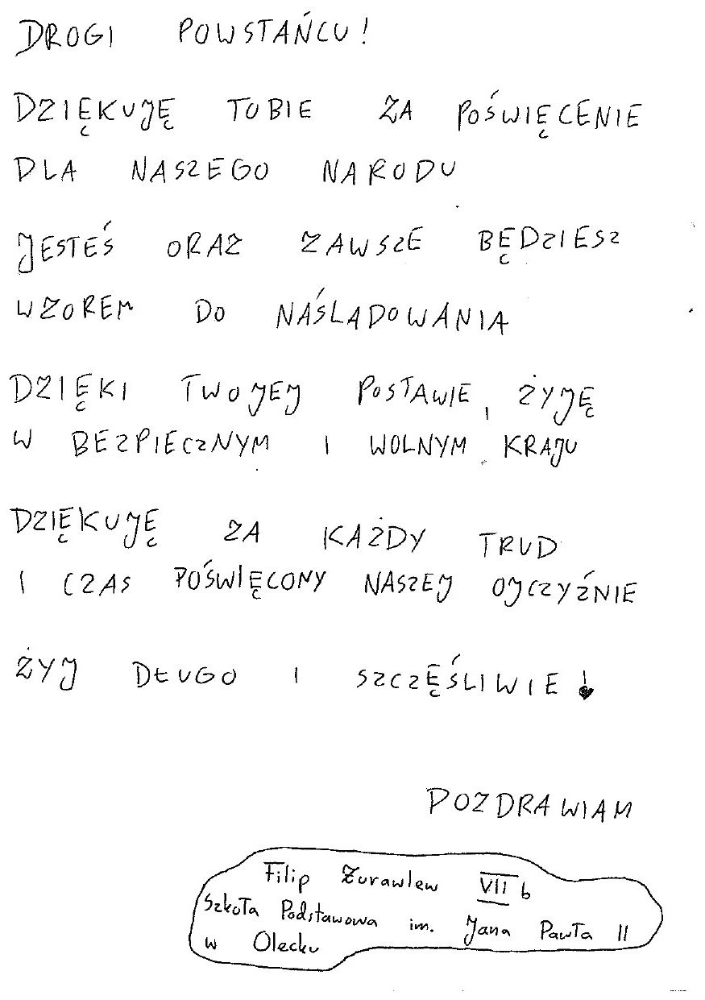 DROGI POWSTAŃCU!
DZIĘKUJĘ TOBIE ZA POŚWIĘCENIE
DLA NASZEGO NARODU
JESTEŚ ORAZ ZAWSZE BĘDZIESZ
WZOREM DO NAŚLADOWANIA
DZIĘKI TWOJEJ POSTAWIE, ŻYJĘ
W BEZPIECZNYM I WOLNYM KRAJU
DZIĘKUJĘ ZA KAŻDY TRUD
I CZAS POŚWIĘCONY NASZEJ OJCZYŹNIE
ŻYJ DŁUGO I SZCZĘŚLIWIE!
POZDRAWIAM
Filip Żurawlew VII b
Szkoła Podstawowa im. Jana Pawła II
w Olecku